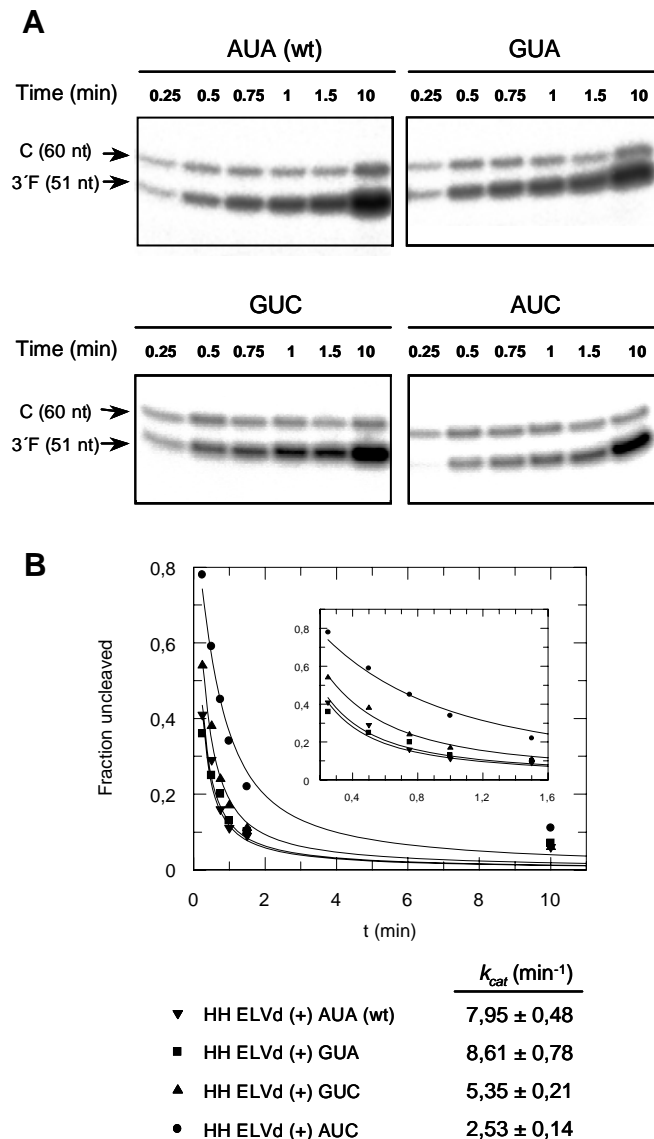 A
AUA (wt)
GUA
Time (min) 0.25 0.5 0.75 1 1.5 10 0.25 0.5 0.75 1 1.5 10
C (60 nt)
3´F (51 nt)
GUC
AUC
Time (min) 0.25 0.5 0.75 1 1.5 10 0.25 0.5 0.75 1 1.5 10
C (60 nt)
3´F (51 nt)
B
Fraction uncleaved
0,8
0,6
0,4
0,2
0
0 2 4 6 8 10
t (min)
0,8
0,6
0,4
0,2
0
0,4 0,8 1,2 1,6
kcat (min-1)
▼ HH ELVd (+) AUA (wt) 7,95 ± 0,48
■ HH ELVd (+) GUA 8,61 ± 0,78
▲ HH ELVd (+) GUC 5,35 ± 0,21
● HH ELVd (+) AUC 2,53 ± 0,14